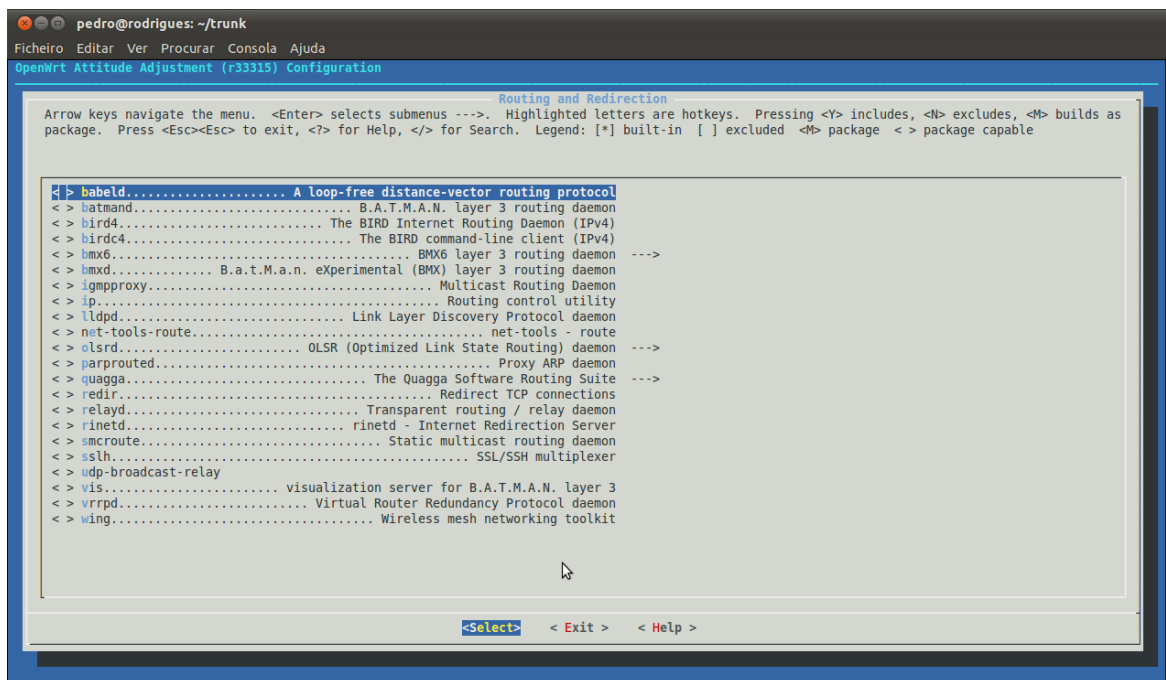 pedro@rodrigues: ~/trunk
Ficheiro Editar Ver Procurar Consola Ajuda
OpenWrt Attitude Adjustment (r33315) Configuration
Routing and Redirection
Arrow keys navigate the menu. <Enter> selects submenus --->. Highlighted letters are hotkeys. Pressing <Y> includes, <N> excludes, <M> builds as
package. Press <Esc><Esc> to exit, <?> for Help, </> for Search. Legend: [*] built-in [ ] excluded <M> package < > package capable
< > babeld...................... A loop-free distance-vector routing protocol
< > batmand.............................. B.A.T.M.A.N. layer 3 routing daemon
< > bird4............................ The BIRD Internet Routing Daemon (IPv4)
< > birdc4............................... The BIRD command-line client (IPv4)
< > bmx6......................................... BMX6 layer 3 routing daemon --->
< > bmxd.............. B.a.t.M.a.n. eXperimental (BMX) layer 3 routing daemon
< > igmpproxy....................................... Multicast Routing Daemon
< > ip............................................... Routing control utility
< > lldpd............................... Link Layer Discovery Protocol daemon
< > net-tools-route........................................ net-tools - route
< > olsrd......................... OLSR (Optimized Link State Routing) daemon --->
< > parprouted.............................................. Proxy ARP daemon
< > quagga................................. The Quagga Software Routing Suite --->
< > redir........................................... Redirect TCP connections
< > relayd................................ Transparent routing / relay daemon
< > rinetd.............................. rinetd - Internet Redirection Server
< > smcroute................................. Static multicast routing daemon
< > sslh................................................. SSL/SSH multiplexer
< > udp-broadcast-relay
< > vis........................ visualization server for B.A.T.M.A.N. layer 3
< > vrrpd.......................... Virtual Router Redundancy Protocol daemon
< > wing.................................... Wireless mesh networking toolkit
<Select> < Exit > < Help >